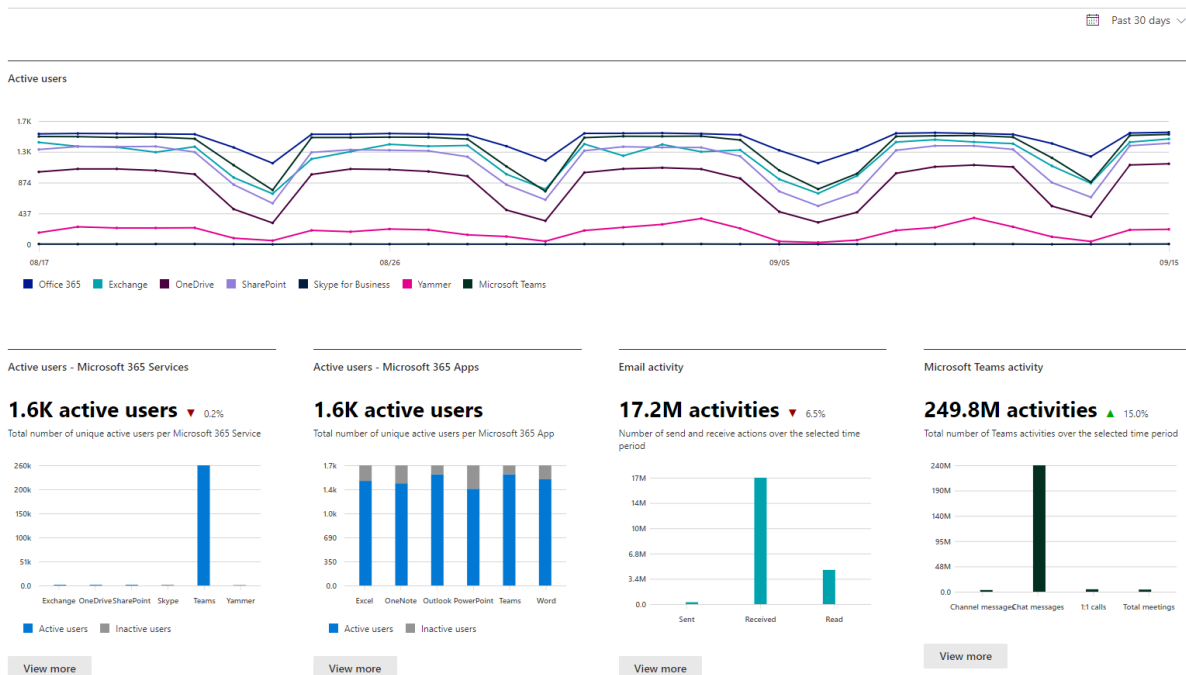 Past 30 days
Active users
1.7K
1.3K
874
437
0
08/17 08/26 09/05 09/15
Office 365 Exchange OneDrive SharePoint Skype for Business Yammer Microsoft Teams
Active users - Microsoft 365 Services
1.6K active users 0.2%
Total number of unique active users per Microsoft 365 Service
260k
200k
150k
100k
51k
0.0
Exchange OneDrive SharePoint Skype Teams Yammer
Active users Inactive users
View more
Active users - Microsoft 365 Apps
1.6K active users
Total number of unique active users per Microsoft 365 App
1.7k
1.4k
1.0k
690
350
0.0
Excel OneNote Outlook PowerPoint Teams Word
Active users Inactive users
View more
Email activity
17.2M activities 6.5%
Number of send and receive actions over the selected time
period
17M
14M
10M
6.8M
3.4M
0.0
Sent Received Read
View more
Microsoft Teams activity
249.8M activities 15.0%
Total number of Teams activities over the selected time period
240M
190M
140M
95M
48M
0.0
Channel messages Chat messages 1:1 calls Total meetings
View more